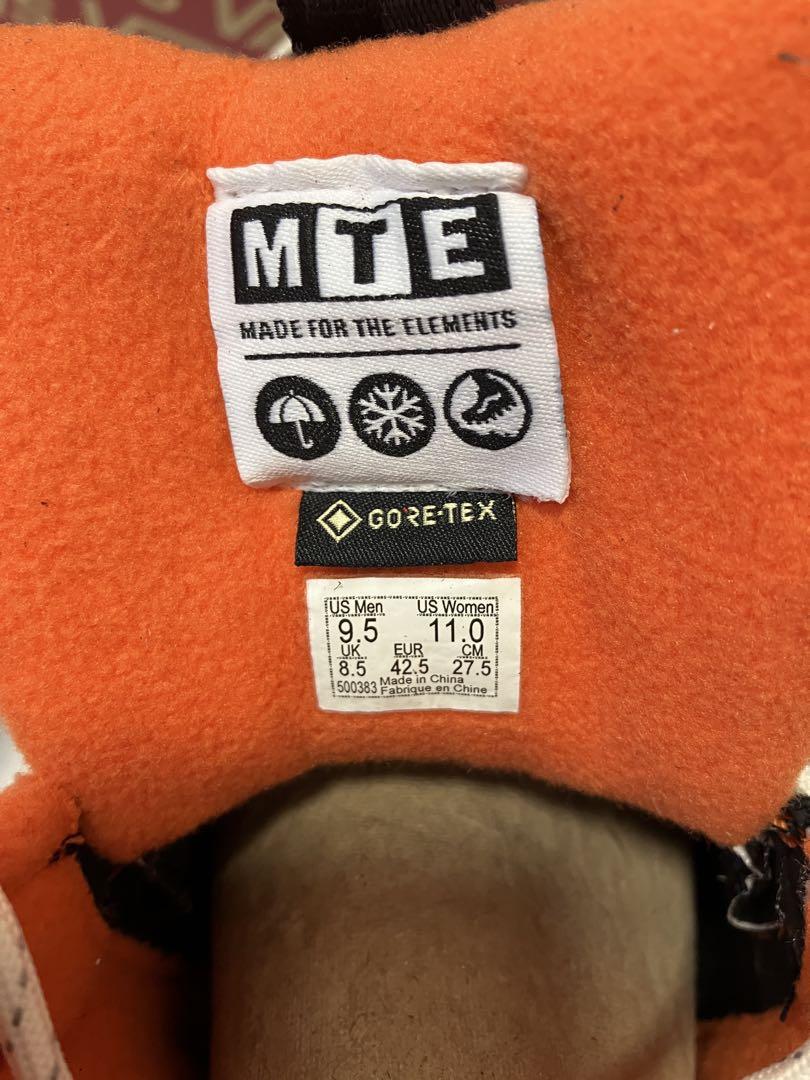 MTE
MADE FOR THE ELEMENTS
GORE-TEX
US Men US Women
9.5 11.0
UK EUR CM
8.5 42.5 27.5
500383 Made in China
Fabrique en Chine